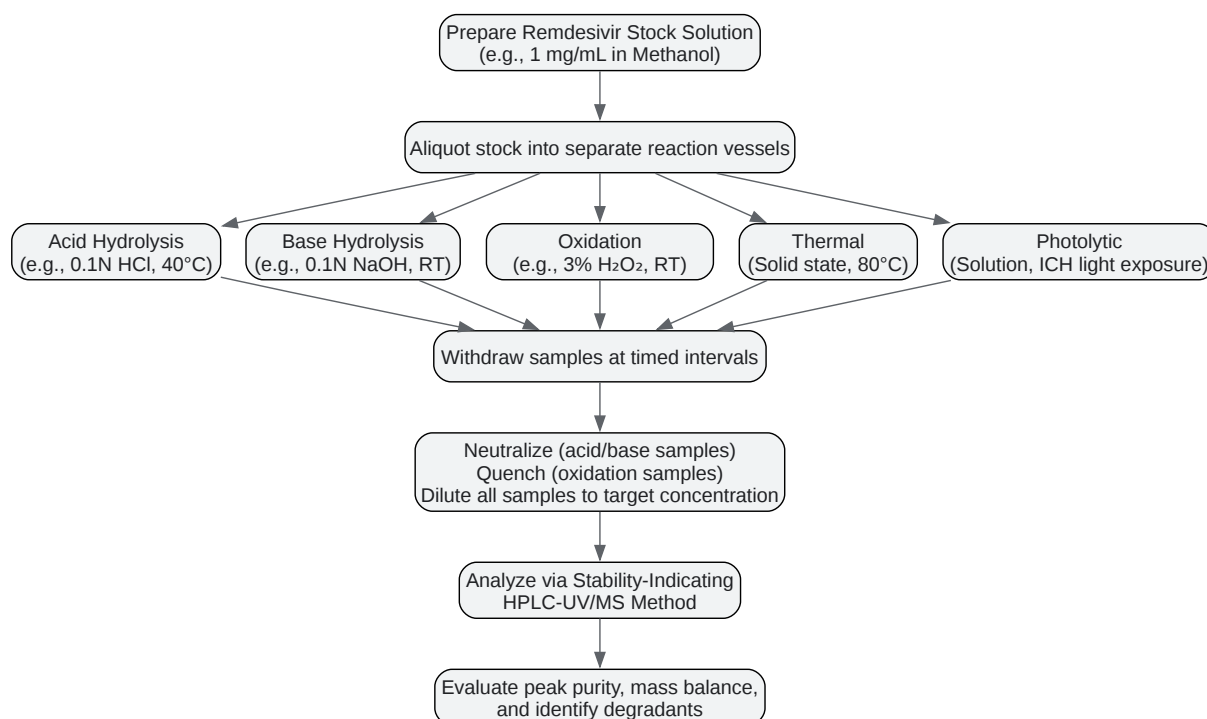 Prepare Remdesivir Stock Solution
(e.g., 1 mg/mL in Methanol)
Aliquot stock into separate reaction vessels
Acid Hydrolysis
(e.g., 0.1N HCl, 40°C)
Base Hydrolysis
(e.g., 0.1N NaOH, RT)
Oxidation
(e.g., 3% H₂O₂, RT)
Thermal
(Solid state, 80°C)
Photolytic
(Solution, ICH light exposure)
Withdraw samples at timed intervals
Neutralize (acid/base samples)
Quench (oxidation samples)
Dilute all samples to target concentration
Analyze via Stability-Indicating
HPLC-UV/MS Method
Evaluate peak purity, mass balance,
and identify degradants